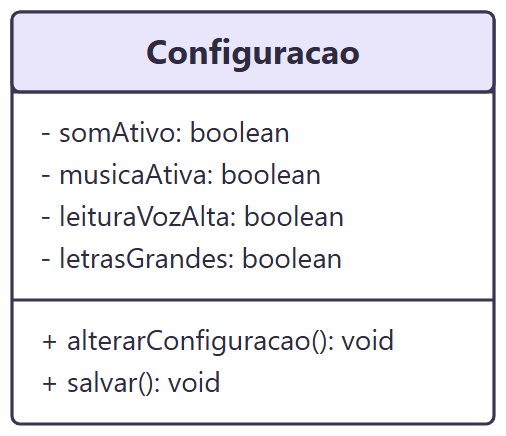 Configuracao
- somAtivo: boolean
- musicaAtiva: boolean
- leituraVozAlta: boolean
- letrasGrandes: boolean
+ alterarConfiguracao(): void
+ salvar(): void